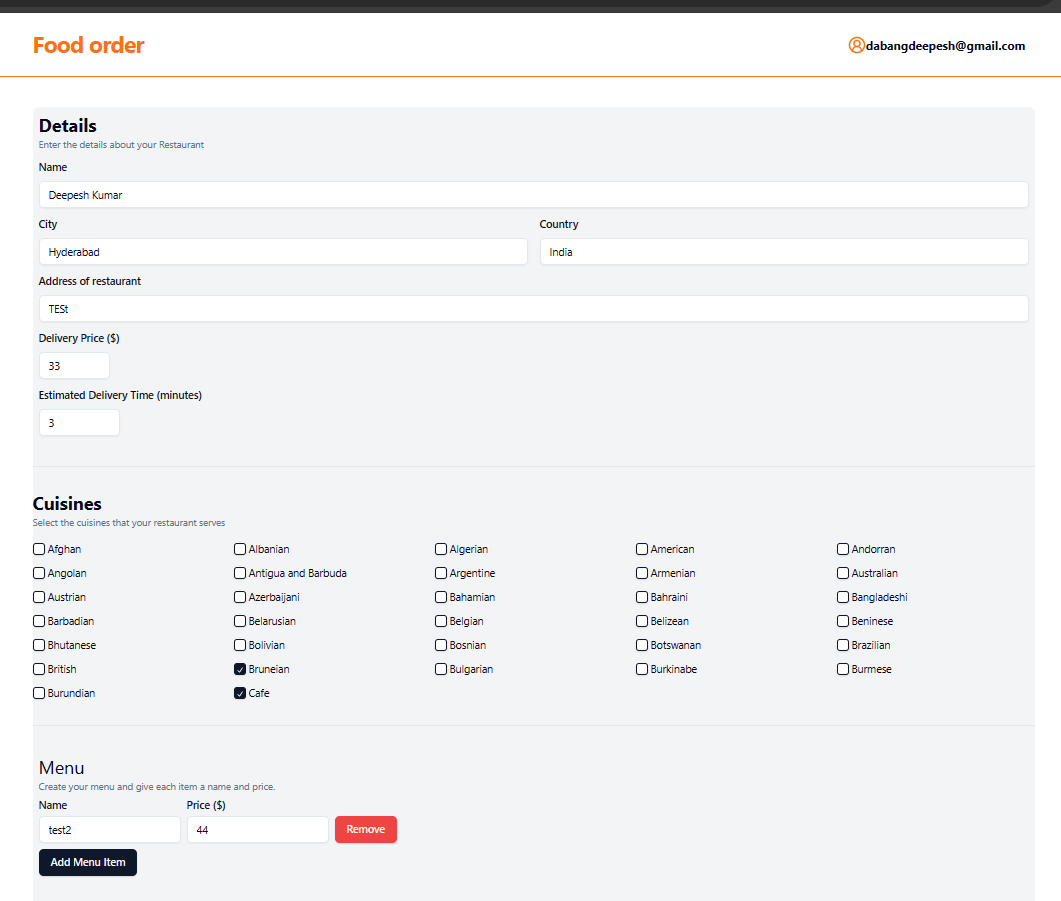 Food order
dabangdeepesh@gmail.com
Details
Enter the details about your Restaurant
Name
Deepesh Kumar
City Country
Hyderabad India
Address of restaurant
TESt
Delivery Price ($)
33
Estimated Delivery Time (minutes)
3
Cuisines
Select the cuisines that your restaurant serves
Afghan Albanian Algerian American Andorran
Angolan Antigua and Barbuda Argentine Armenian Australian
Austrian Azerbaijani Bahamian Bahraini Bangladeshi
Barbadian Belarusian Belgian Belizean Beninese
Bhutanese Bolivian Bosnian Botswanan Brazilian
British Bruneian Bulgarian Burkinabe Burmese
Burundian Cafe
Menu
Create your menu and give each item a name and price.
Name Price ($)
test2 44 Remove
Add Menu Item